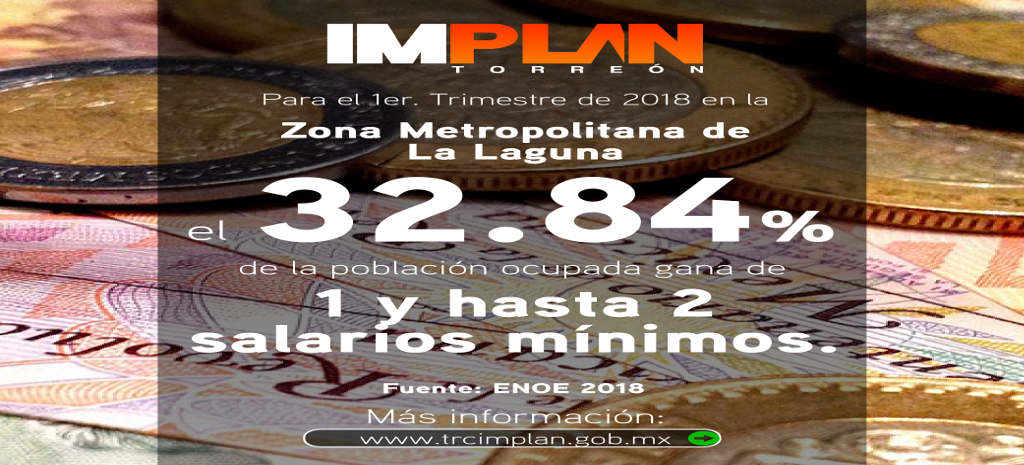 IMPLAN
TORREÓN
Para el 1er. Trimestre de 2018 en la
Zona Metropolitana de
La Laguna
el 32.84%
de la población ocupada gana de
1 y hasta 2
salarios mínimos.
Fuente: ENOE 2018
Más información:
www.trcimplan.gob.mx